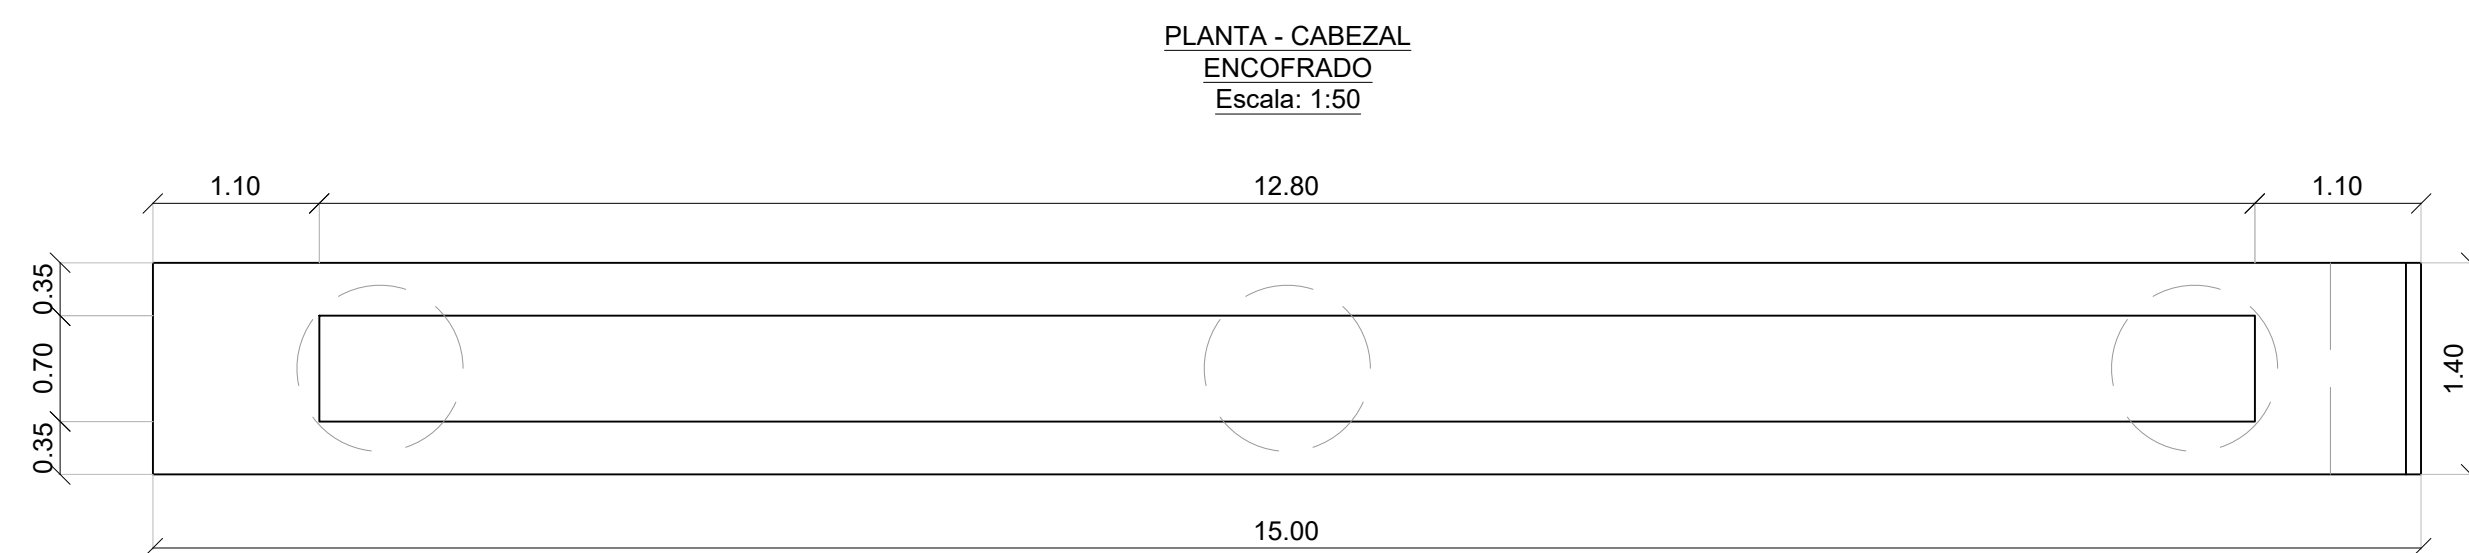 PLANTA - CABEZAL
ENCOFRADO
Escala: 1:50
1.10
12.80
1.10
0.35
0.70
0.35
1.40
15.00